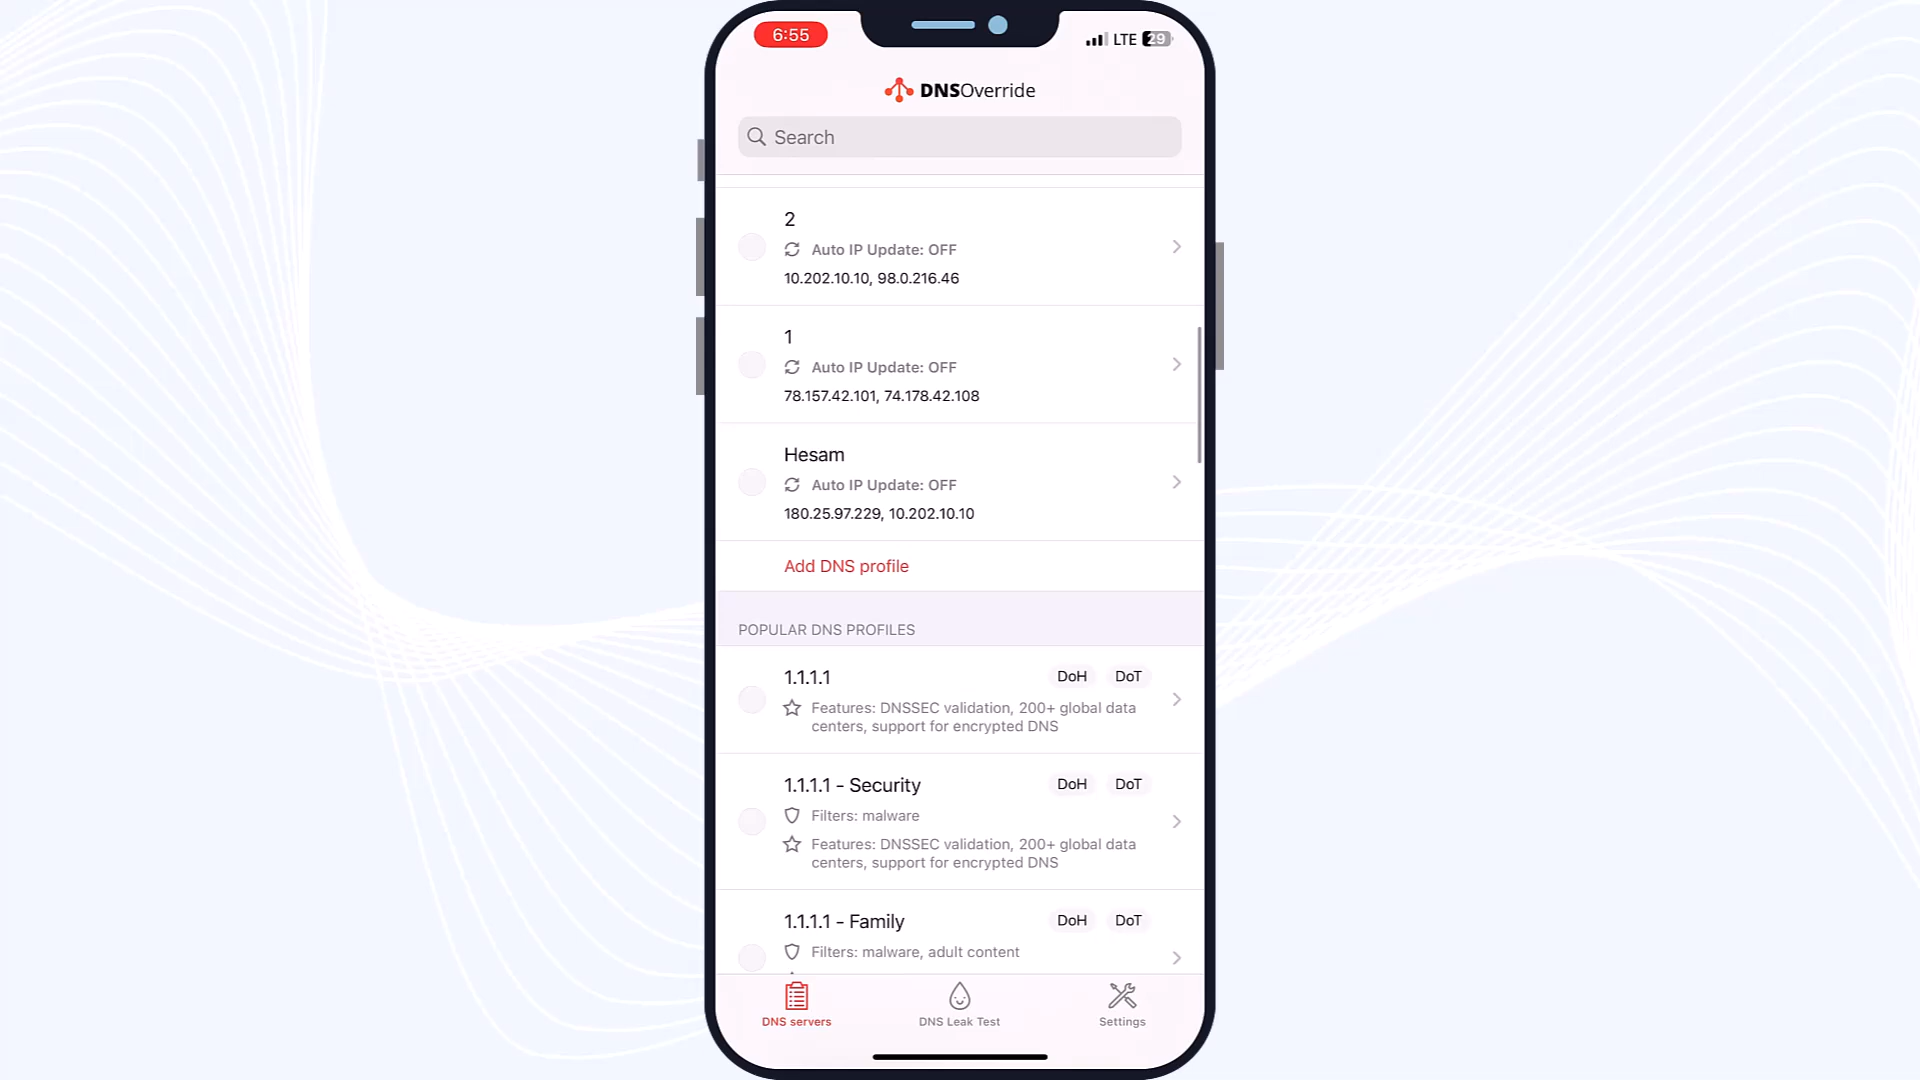 6:55
LTE 29
DNSOverride
Search
2
Auto IP Update: OFF
10.202.10.10, 98.0.216.46
1
Auto IP Update: OFF
78.157.42.101, 74.178.42.108
Hesam
Auto IP Update: OFF
180.25.97.229, 10.202.10.10
Add DNS profile
POPULAR DNS PROFILES
1.1.1.1 DoH DoT
Features: DNSSEC validation, 200+ global data
centers, support for encrypted DNS
1.1.1.1 - Security DoH DoT
Filters: malware
Features: DNSSEC validation, 200+ global data
centers, support for encrypted DNS
1.1.1.1 - Family DoH DoT
Filters: malware, adult content
DNS servers DNS Leak Test Settings